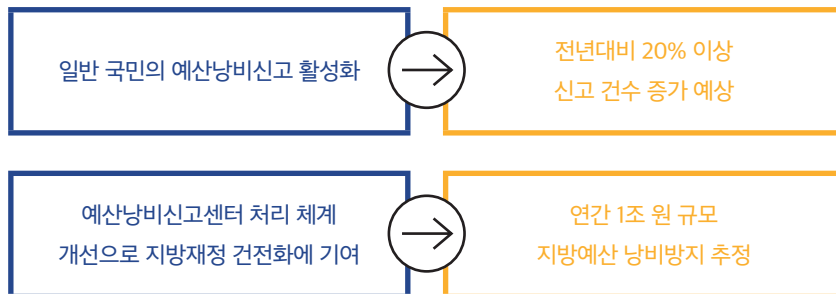 일반 국민의 예산낭비신고 활성화
전년대비 20% 이상
신고 건수 증가 예상
예산낭비신고센터 처리 체계
개선으로 지방재정 건전화에 기여
연간 1조 원 규모
지방예산 낭비방지 추정